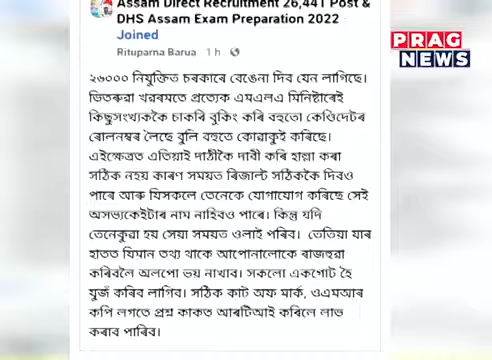 Assam Direct Recruitment 26,441 Post &
DHS Assam Exam Preparation 2022 ·
Joined
Rituparna Barua 1 h
PRAG
NEWS
২৬০০০ নিযুক্তিত চৰকাৰে বেঙেনা দিব যেন লাগিছে।
ভিতৰুৱা খৱৰমতে প্ৰত্যেক এমএলএ মিনিষ্টাৰেই
কিছুসংখ্যককৈ চাকৰি বুকিং কৰি বহুতো কেণ্ডিদেটৰ
ৰোলনম্বৰ লৈছে বুলি বহুতে কোৱাকুই কৰিছে।
এইক্ষেত্ৰত এতিয়াই দাঠীকৈ দাবী কৰি হাল্লা কৰা
সঠিক নহয় কাৰণ সময়ত ৰিজাল্ট সঠিককৈ দিবও
পাৰে আৰু যিসকলে তেনেকে যোগাযোগ কৰিছে সেই
অসভ্যকেইটাৰ নাম নাহিবও পাৰে। কিন্তু যদি
তেনেকুৱা হয় সেয়া সময়ত ওলাই পৰিব। তেতিয়া যাৰ
হাতত যিমান তথ্য থাকে আপোনালোকে ৰাজহুৱা
কৰিবলৈ অলপো ভয় নাখাব। সকলো একগোট হৈ
যুজঁ কৰিব লাগিব। সঠিক কাট অফ মাৰ্ক, ওএমআৰ
কপি লগতে প্ৰশ্ন কাকত আৰটিআই কৰিলে লাভ
কৰাব পাৰিব।